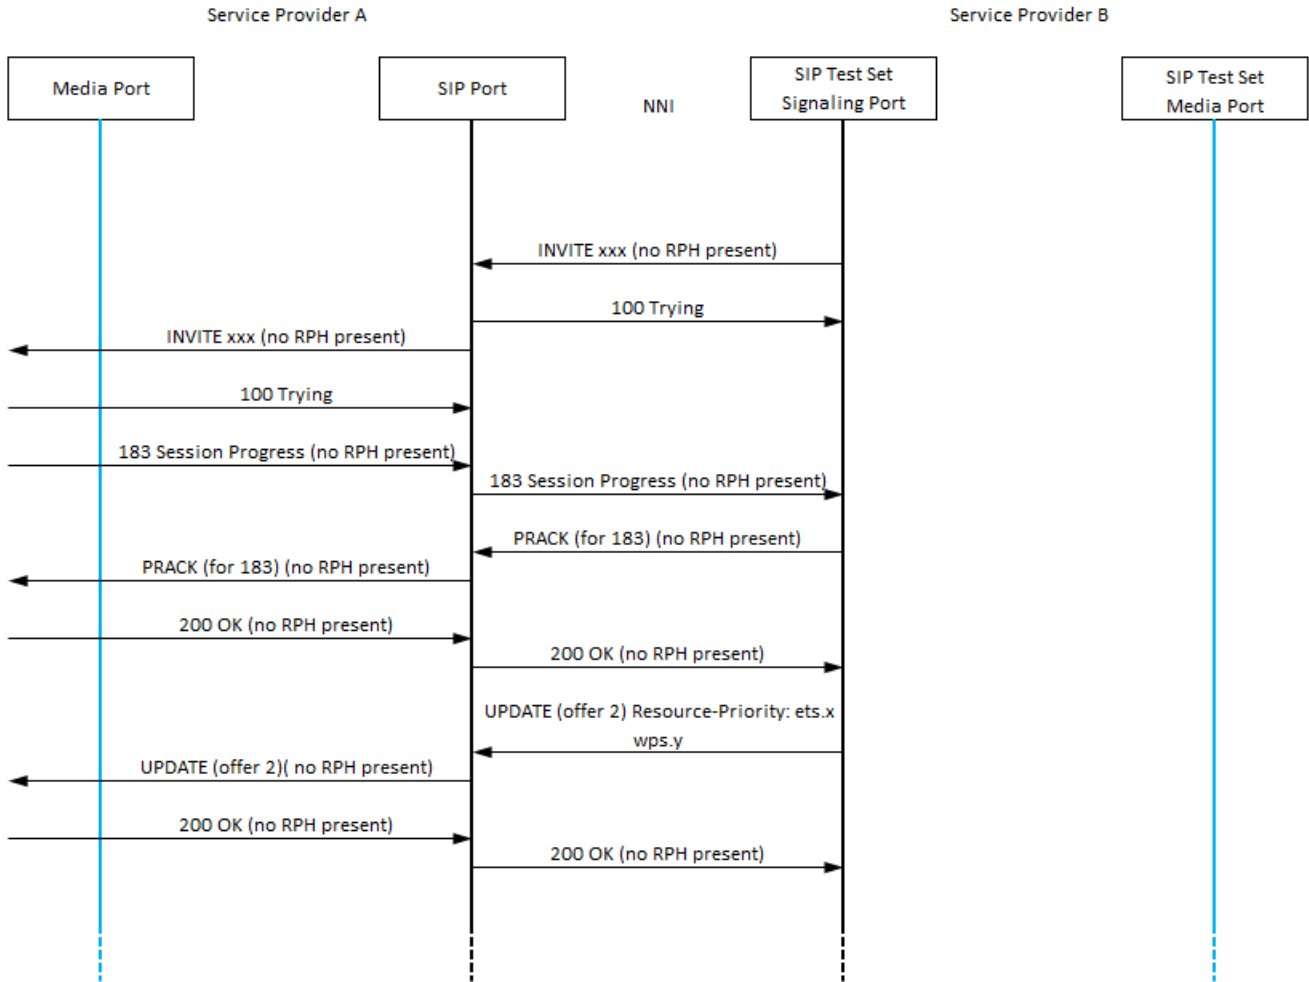 Service Provider A
Service Provider B
Media Port
SIP Port
NNI
SIP Test Set
Signaling Port
SIP Test Set
Media Port
INVITE xxx (no RPH present)
100 Trying
INVITE xxx (no RPH present)
100 Trying
183 Session Progress (no RPH present)
183 Session Progress (no RPH present)
PRACK (for 183) (no RPH present)
PRACK (for 183) (no RPH present)
200 OK (no RPH present)
200 OK (no RPH present)
UPDATE (offer 2) Resource-Priority: ets.x
wps.y
UPDATE (offer 2)( no RPH present)
200 OK (no RPH present)
200 OK (no RPH present)